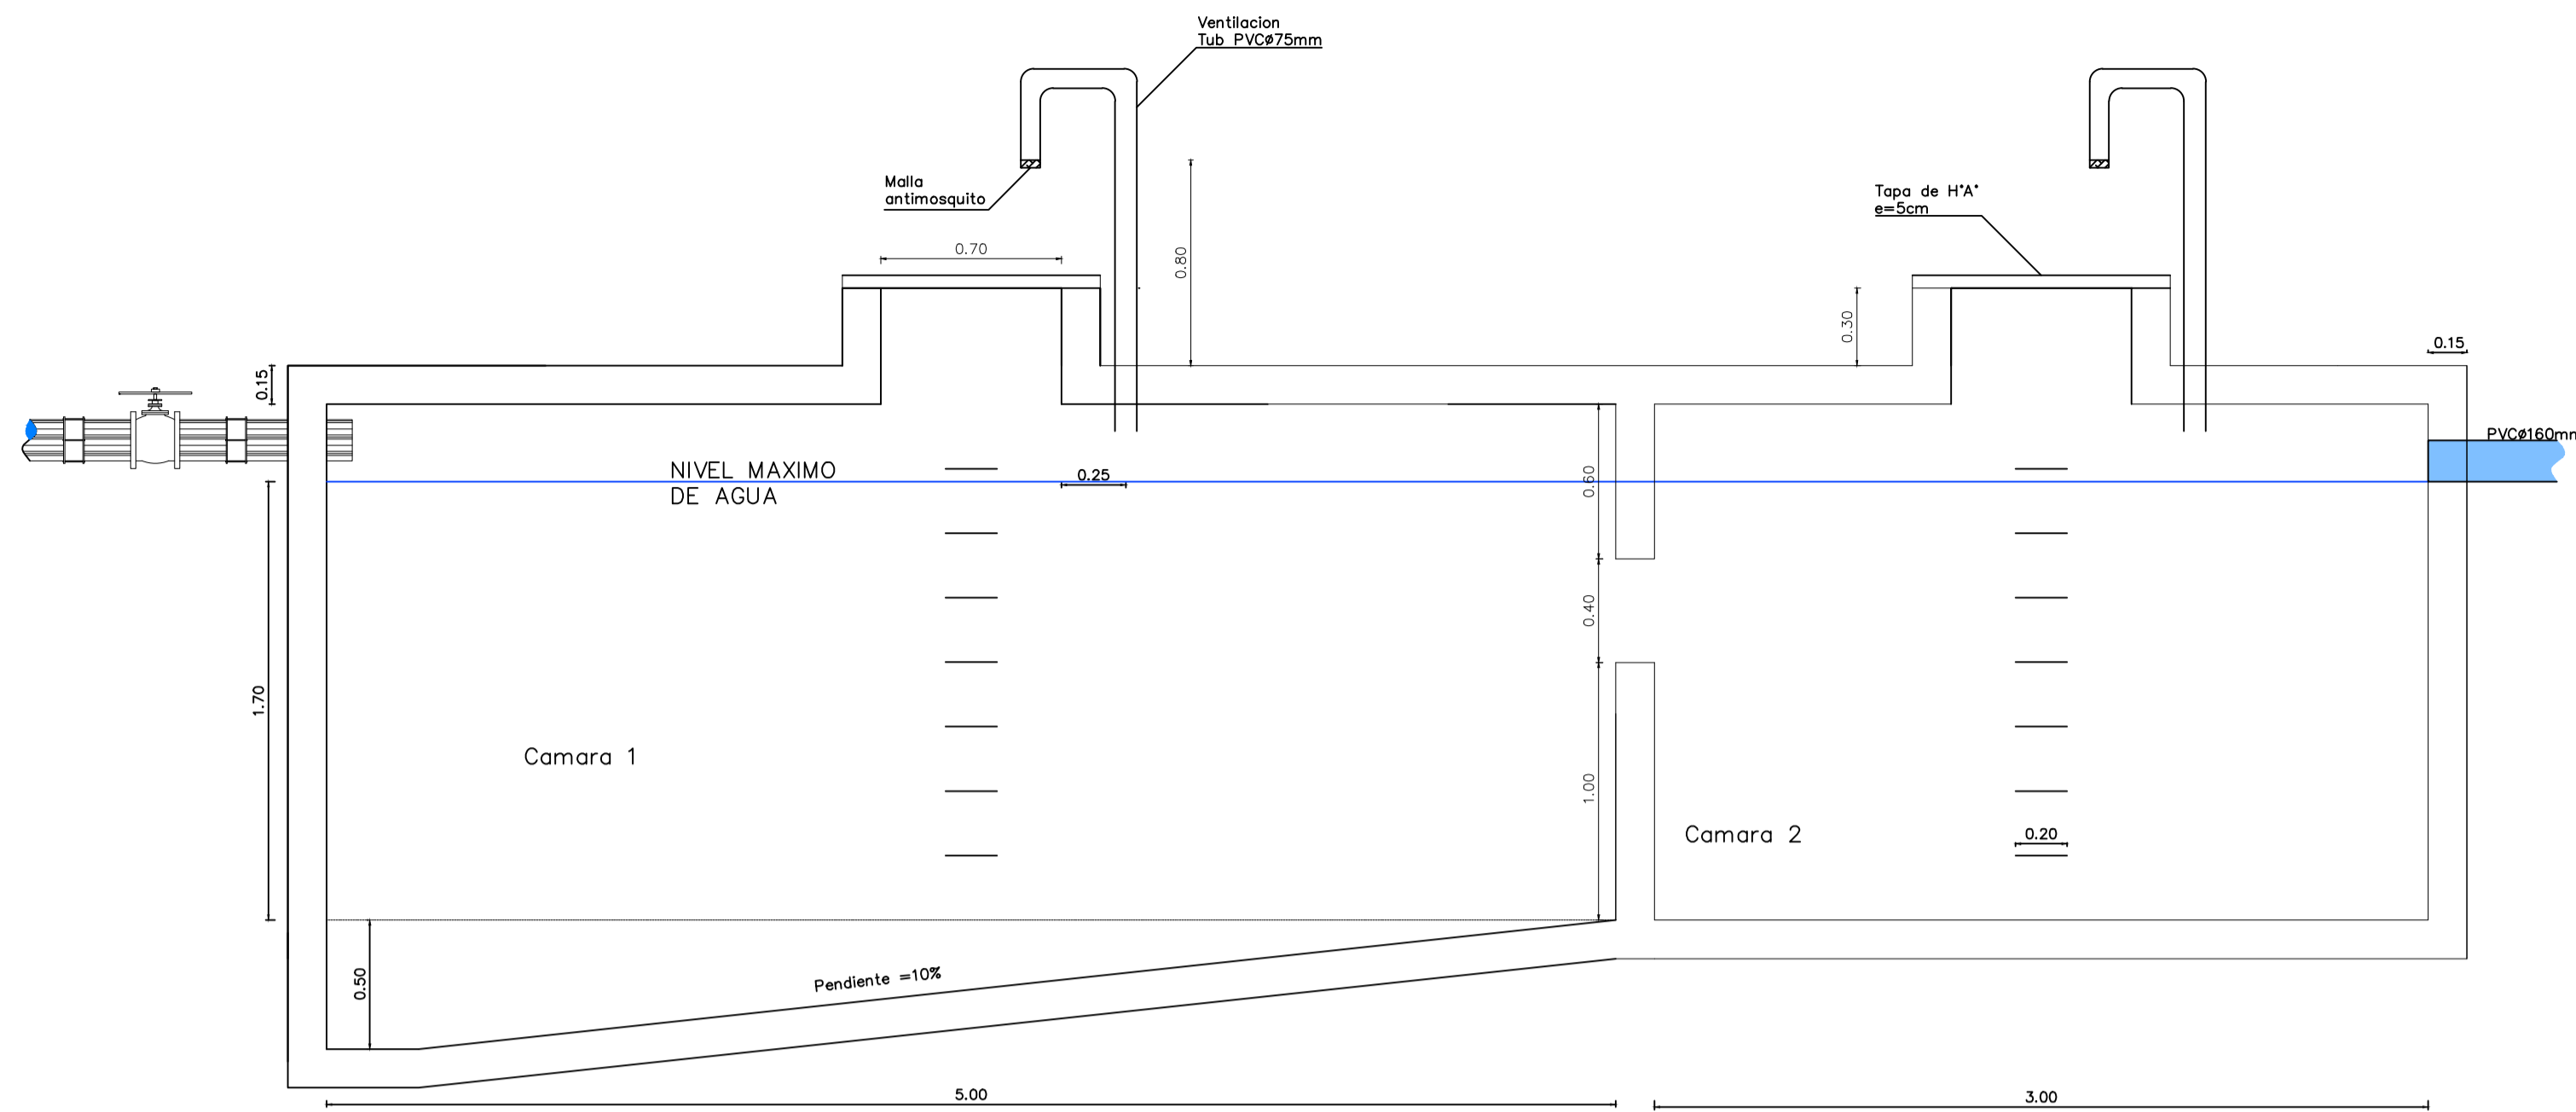 Ventilacion
Tub PVCø75mm
Malla
antimosquito
Tapa de H°A°
e=5cm
0.70
0.80
0.30
0.15
0.15
PVCø160mm
NIVEL MAXIMO
DE AGUA
0.25
0.60
0.40
1.70
Camara 1
1.00
Camara 2
0.20
0.50
Pendiente =10%
5.00
3.00